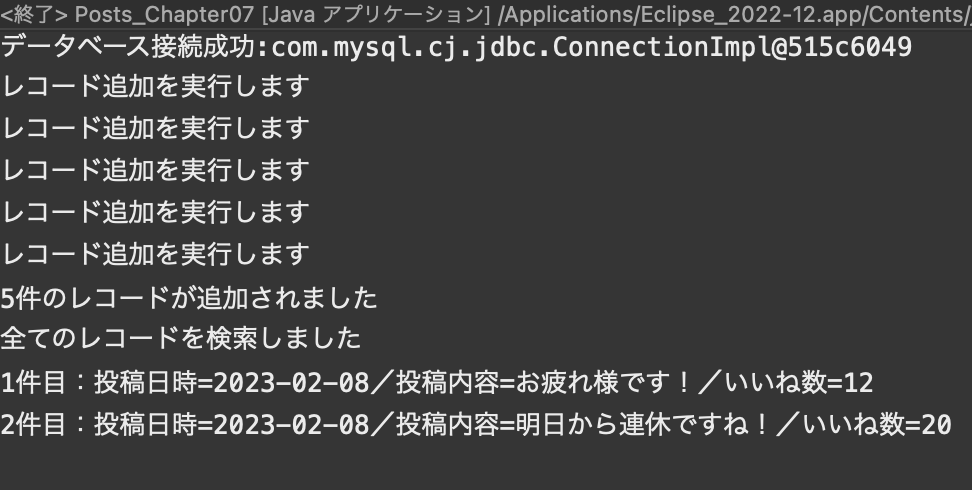 <終了> Posts_Chapter07 [Java アプリケーション] /Applications/Eclipse_2022-12.app/Contents/
データベース接続成功:com.mysql.cj.jdbc.ConnectionImpl@515c6049
レコード追加を実行します
レコード追加を実行します
レコード追加を実行します
レコード追加を実行します
レコード追加を実行します
5件のレコードが追加されました
全てのレコードを検索しました
1件目：投稿日時=2023-02-08／投稿内容=お疲れ様です！／いいね数=12
2件目：投稿日時=2023-02-08／投稿内容=明日から連休ですね！／いいね数=20